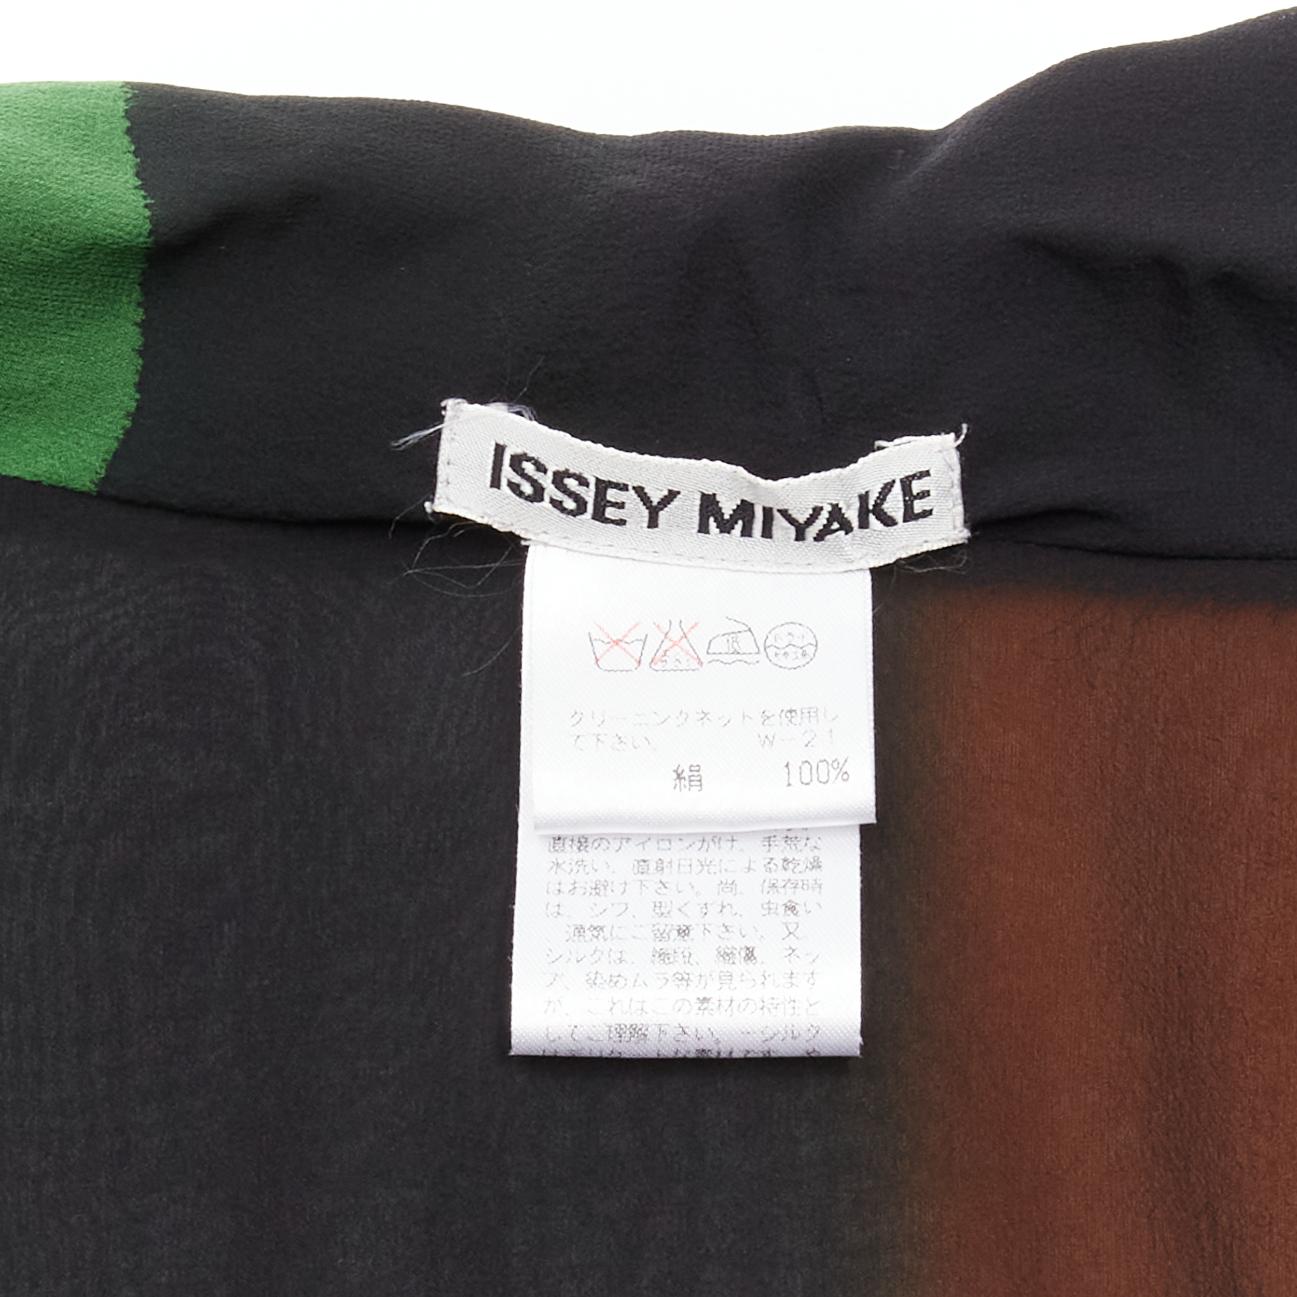 ISSEY MIYAKE
低
ドライ
クリーニングネットを使用し
て下さい。 W-21
絹 100%
直接のアイロンがけ、手荒な
水洗い、直射日光による乾燥
はお避け下さい。尚、保存時
は、シワ、型くずれ、虫食い
通気にご留意下さい。又、
シルクは、織段、織傷、ネッ
プ、染めムラ等が見られます
が、これはこの素材の特性と
してご理解下さい。